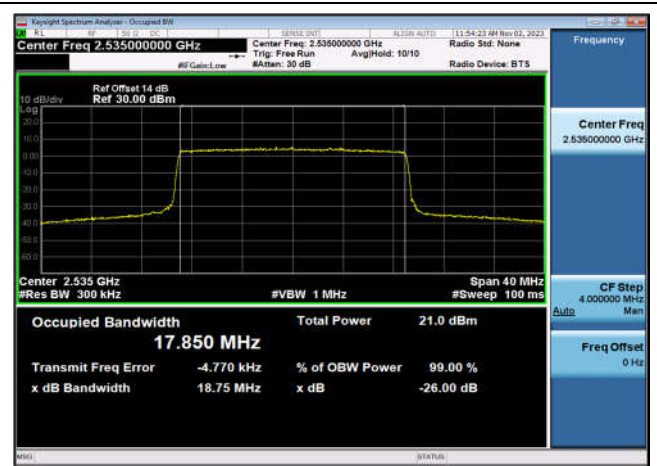 Keysight Spectrum Analyzer - Occupied BW
RL RF 50 Ω DC SENSE:INT ALIGN AUTO 11:54:23 AM Nov 02, 2023
Center Freq 2.535000000 GHz
Center Freq: 2.535000000 GHz
Radio Std: None
Trig: Free Run Avg|Hold: 10/10
#IFGain:Low #Atten: 30 dB Radio Device: BTS
Frequency
Ref Offset 14 dB
10 dB/div Ref 30.00 dBm
Log
20.0
10.0
0.00
-10.0
-20.0
-30.0
-40.0
-50.0
-60.0
Center 2.535 GHz Span 40 MHz
#Res BW 300 kHz #VBW 1 MHz #Sweep 100 ms
Occupied Bandwidth Total Power 21.0 dBm
17.850 MHz
Transmit Freq Error -4.770 kHz % of OBW Power 99.00 %
x dB Bandwidth 18.75 MHz x dB -26.00 dB
Center Freq
2.535000000 GHz
CF Step
4.000000 MHz
Auto Man
Freq Offset
0 Hz
MSG STATUS